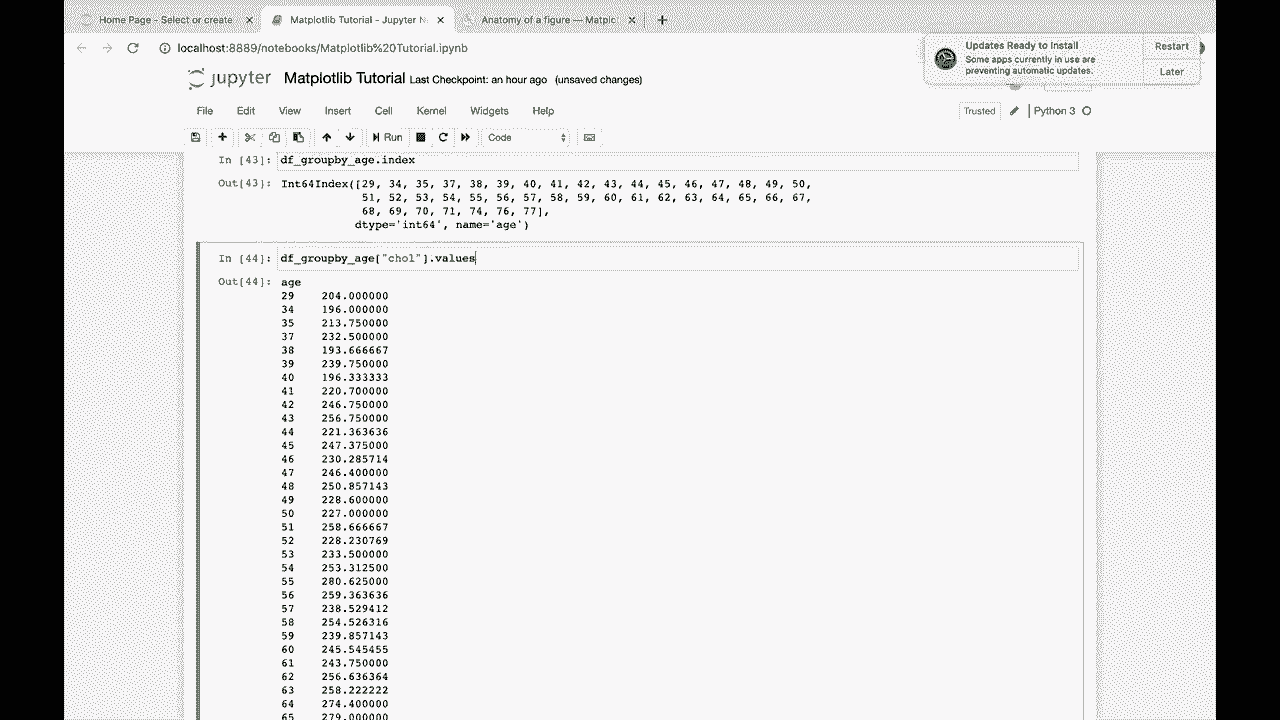 Home Page - Select or create
Matplotlib Tutorial - Jupyter N
Anatomy of a figure — Matplo
localhost:8889/notebooks/Matplotlib%20Tutorial.ipynb
Updates Ready to Install
Some apps currently in use are
preventing automatic updates.
Restart
Later
jupyter Matplotlib Tutorial Last Checkpoint: an hour ago (unsaved changes)
File Edit View Insert Cell Kernel Widgets Help
Trusted Python 3
Run Code
In [43]: df_groupby_age.index
Out[43]: Int64Index([29, 34, 35, 37, 38, 39, 40, 41, 42, 43, 44, 45, 46, 47, 48, 49, 50,
51, 52, 53, 54, 55, 56, 57, 58, 59, 60, 61, 62, 63, 64, 65, 66, 67,
68, 69, 70, 71, 74, 76, 77],
dtype='int64', name='age')
In [44]: df_groupby_age["chol"].values
Out[44]: age
29 204.000000
34 196.000000
35 213.750000
37 232.500000
38 193.666667
39 239.750000
40 196.333333
41 220.700000
42 246.750000
43 256.750000
44 221.363636
45 247.375000
46 230.285714
47 246.400000
48 250.857143
49 228.600000
50 227.000000
51 258.666667
52 228.230769
53 233.500000
54 253.312500
55 280.625000
56 259.363636
57 238.529412
58 254.526316
59 239.857143
60 245.545455
61 243.750000
62 256.636364
63 258.222222
64 274.400000
65 279.000000